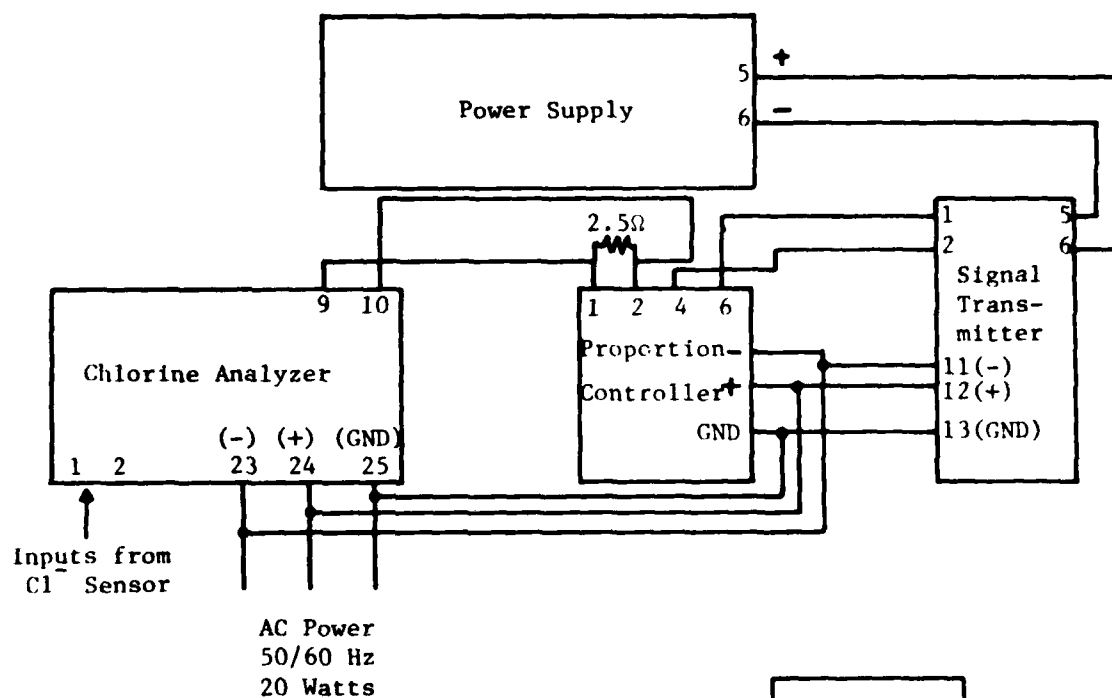 +
5
Power Supply
6
-
2.5Ω
1
5
2
6
9
10
1
2
4
6
Signal
Trans-
mitter
Proportion-
11(-)
Chlorine Analyzer
Controller+
12(+)
GND
13(GND)
(-) (+) (GND)
1 2 23 24 25
Inputs from
Cl⁻ Sensor
AC Power
50/60 Hz
20 Watts